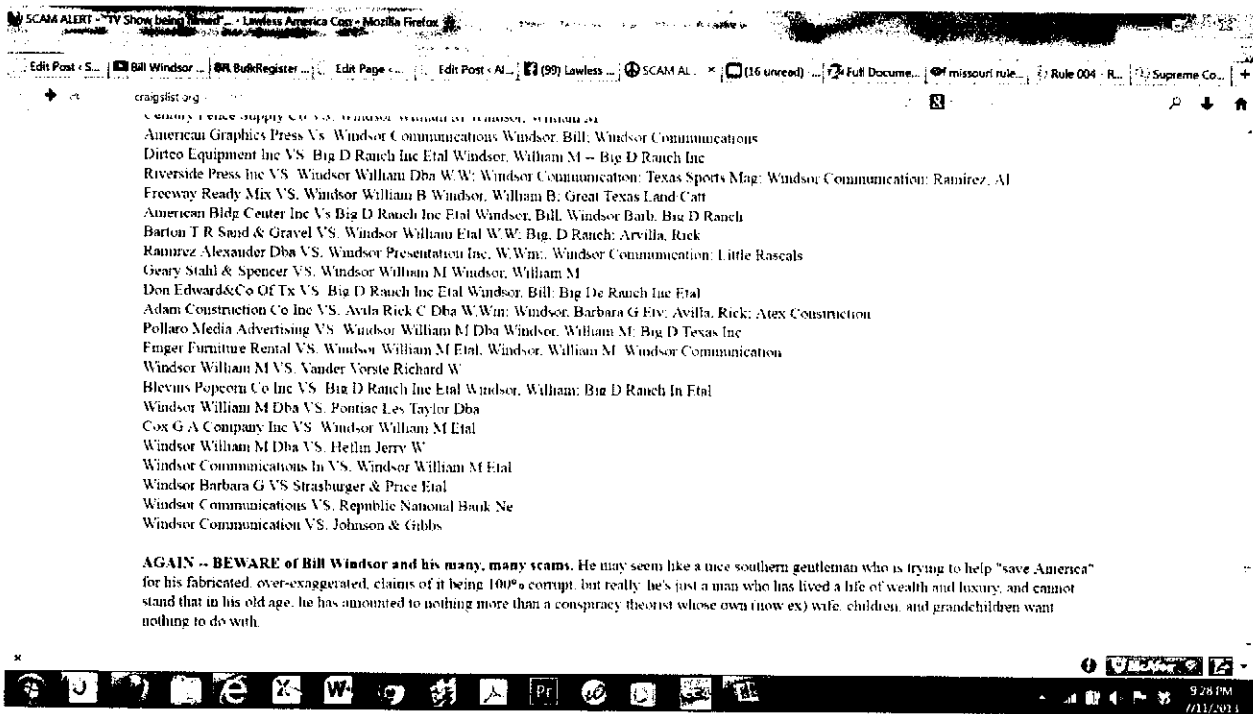 SCAM ALERT - "TV Show being filmed" ... - Lawless America Con - Mozilla Firefox
Edit Post ‹ S... Bill Windsor ... BR BulkRegister ... Edit Page ‹ ... Edit Post ‹ Al... (99) Lawless ... SCAM AL... × (16 unread) ... Full Docume... missouri rule... Rule 004 - R... Supreme Co... +
craigslist.org
Century Fence Supply Co VS. Windsor William M Windsor, William M
American Graphics Press Vs. Windsor Communications Windsor, Bill; Windsor Communications
Dirtco Equipment Inc VS. Big D Ranch Inc Etal Windsor, William M -- Big D Ranch Inc
Riverside Press Inc VS. Windsor William Dba W.W; Windsor Communication; Texas Sports Mag; Windsor Communication; Ramirez, Al
Freeway Ready Mix VS. Windsor William B Windsor, William B; Great Texas Land Catt
American Bldg Center Inc Vs Big D Ranch Inc Etal Windsor, Bill, Windsor Barb, Big D Ranch
Barton T R Sand & Gravel VS. Windsor William Etal W.W; Big, D Ranch; Arvilla, Rick
Ramirez Alexander Dba VS. Windsor Presentation Inc, W.Wm;, Windsor Communication; Little Rascals
Geary Stahl & Spencer VS. Windsor William M Windsor, William M
Don Edward&Co Of Tx VS. Big D Ranch Inc Etal Windsor, Bill; Big De Ranch Inc Etal
Adam Construction Co Inc VS. Avila Rick C Dba W.Wm; Windsor, Barbara G Etv; Avilla, Rick; Atex Construction
Pollaro Media Advertising VS. Windsor William M Dba Windsor, William M; Big D Texas Inc
Finger Furniture Rental VS. Windsor William M Etal, Windsor, William M. Windsor Communication
Windsor William M VS. Vander Vorste Richard W
Blevins Popcorn Co Inc VS. Big D Ranch Inc Etal Windsor, William; Big D Ranch In Etal
Windsor William M Dba VS. Pontiac Les Taylor Dba
Cox G A Company Inc VS. Windsor William M Etal
Windsor William M Dba VS. Heflin Jerry W
Windsor Communications In VS. Windsor William M Etal
Windsor Barbara G VS Strasburger & Price Etal
Windsor Communications VS. Republic National Bank Ne
Windsor Communication VS. Johnson & Gibbs
AGAIN -- BEWARE of Bill Windsor and his many, many scams. He may seem like a nice southern gentleman who is trying to help "save America"
for his fabricated, over-exaggerated, claims of it being 100% corrupt, but really, he's just a man who has lived a life of wealth and luxury, and cannot
stand that in his old age, he has amounted to nothing more than a conspiracy theorist whose own (now ex) wife, children, and grandchildren want
nothing to do with.
McAfee
9:28 PM
7/11/2013